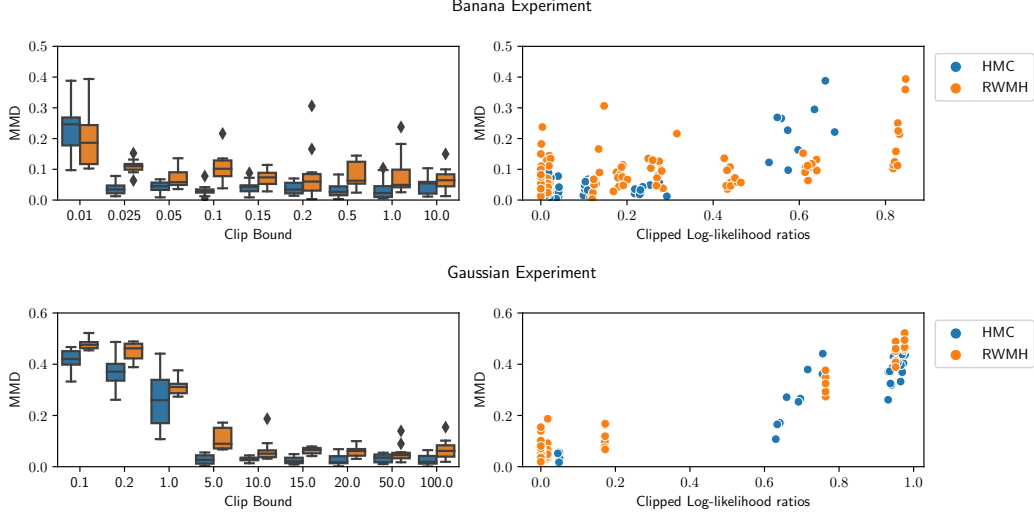 Banana Experiment
MMD
0.5
0.4
0.3
0.2
0.1
0.0
0.01 0.025 0.05 0.1 0.15 0.2 0.5 1.0 10.0
Clip Bound
MMD
0.5
0.4
0.3
0.2
0.1
0.0
0.0 0.2 0.4 0.6 0.8
Clipped Log-likelihood ratios
HMC
RWMH
Gaussian Experiment
MMD
0.6
0.4
0.2
0.0
0.1 0.2 1.0 5.0 10.0 15.0 20.0 50.0 100.0
Clip Bound
MMD
0.6
0.4
0.2
0.0
0.0 0.2 0.4 0.6 0.8 1.0
Clipped Log-likelihood ratios
HMC
RWMH